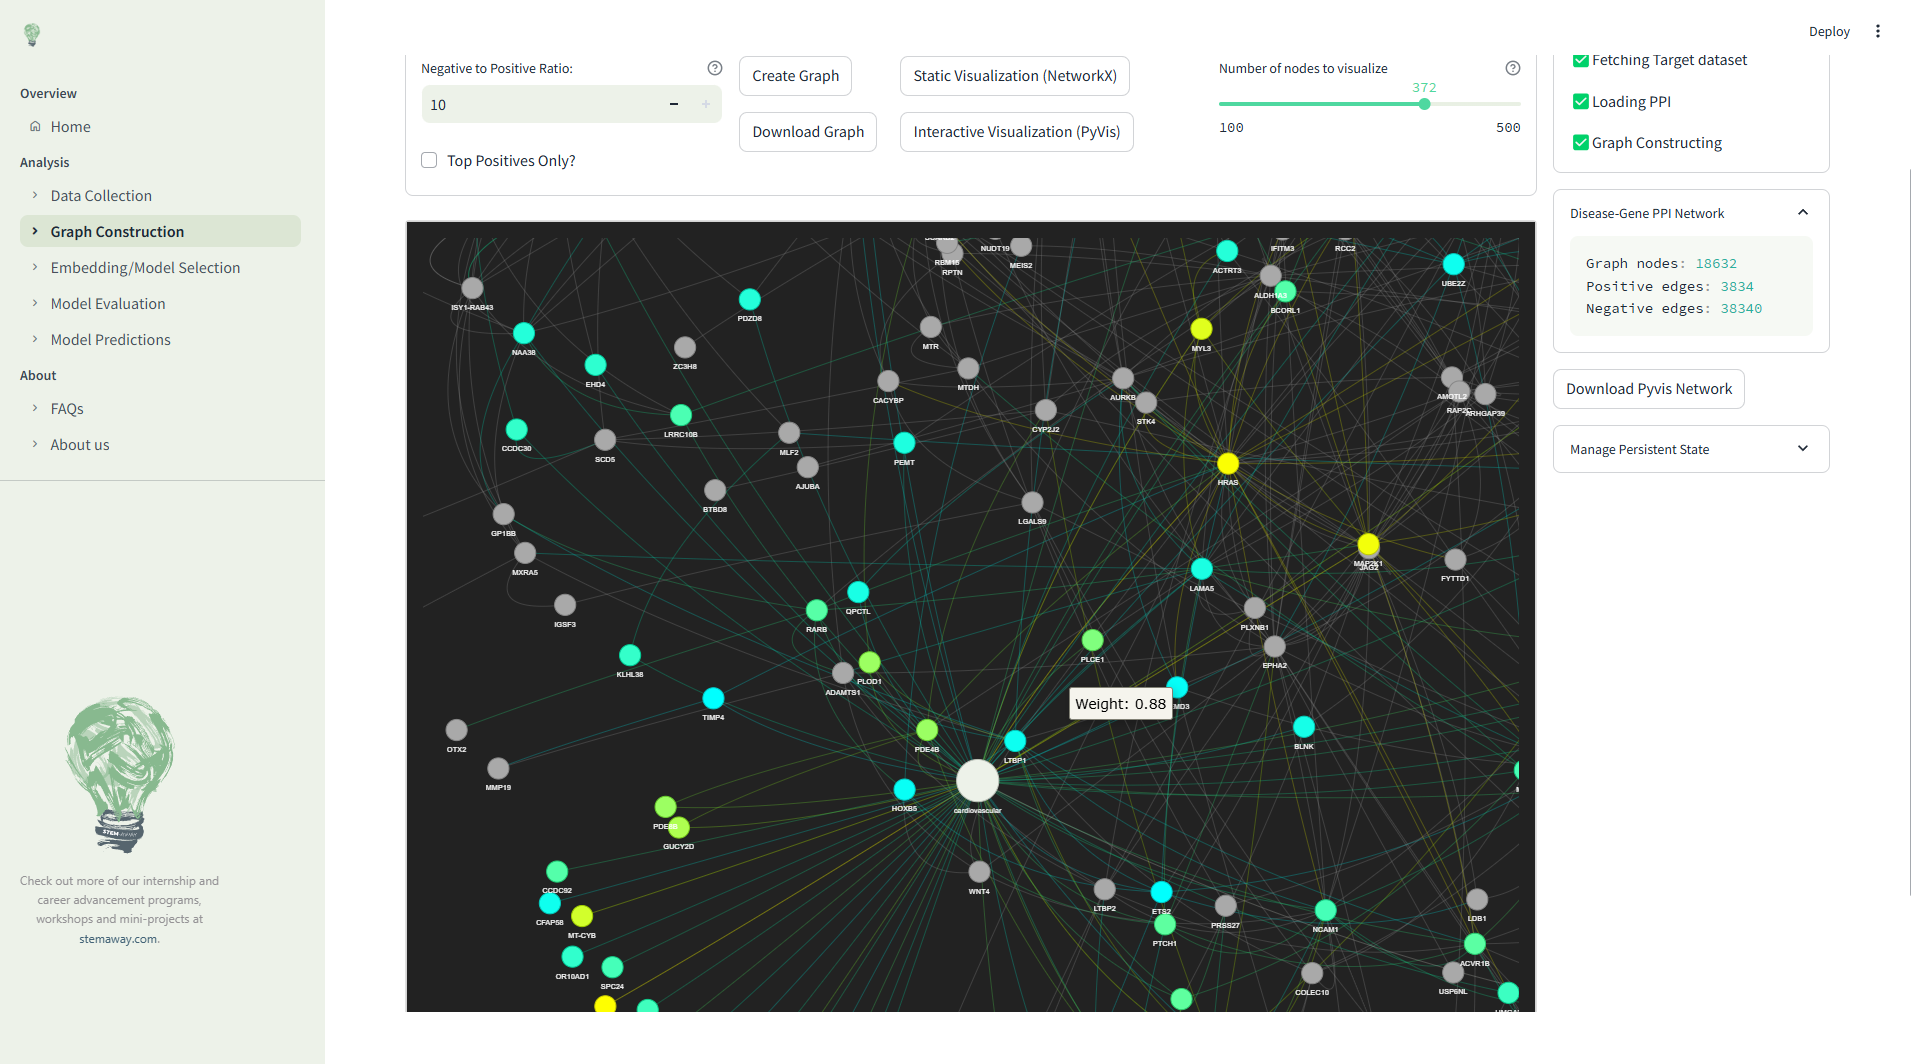 Deploy
Overview
Home
Analysis
Data Collection
Graph Construction
Embedding/Model Selection
Model Evaluation
Model Predictions
About
FAQs
About us
STEM-AWAY
Check out more of our internship and
career advancement programs,
workshops and mini-projects at
stemaway.com.
Negative to Positive Ratio:
10
Top Positives Only?
Create Graph
Download Graph
Static Visualization (NetworkX)
Interactive Visualization (PyVis)
Number of nodes to visualize
372
100
500
Fetching Target dataset
Loading PPI
Graph Constructing
Disease-Gene PPI Network
Graph nodes: 18632
Positive edges: 3834
Negative edges: 38340
Download Pyvis Network
Manage Persistent State
NUDT19
IFITM3
RCC2
RBM15
RPTN
MEIS2
ACTRT3
UBE2Z
ALDH1A3
BCORL1
ISY1-RAB43
PDZD8
NAA38
ZC3H8
MTR
MYL3
EHD4
MTDH
CACYBP
AURKB
AMOTL2
RAP2C
ARHGAP39
STK4
CYP2J2
LRRC10B
CCDC30
SCD5
MLF2
PEMT
AJUBA
HRAS
BTBD8
LGALS9
GP1BB
MAP2K1
JAG2
MXRA5
FYTTD1
LAMA5
IGSF3
QPCTL
RARB
PLXNB1
PLCE1
EPHA2
KLHL38
ADAMTS1
PLOD1
Weight: 0.88
MD3
TIMP4
OTX2
PDE4B
LTBP1
BLNK
MMP19
HOXB5
cardiovascular
GUCY2D
CCDC92
WNT4
LTBP2
ETS2
CFAP58
MT-CYB
PRSS27
NCAM1
LDB1
PTCH1
ACVR1B
OR10AD1
SPC24
COLEC10
USP6NL